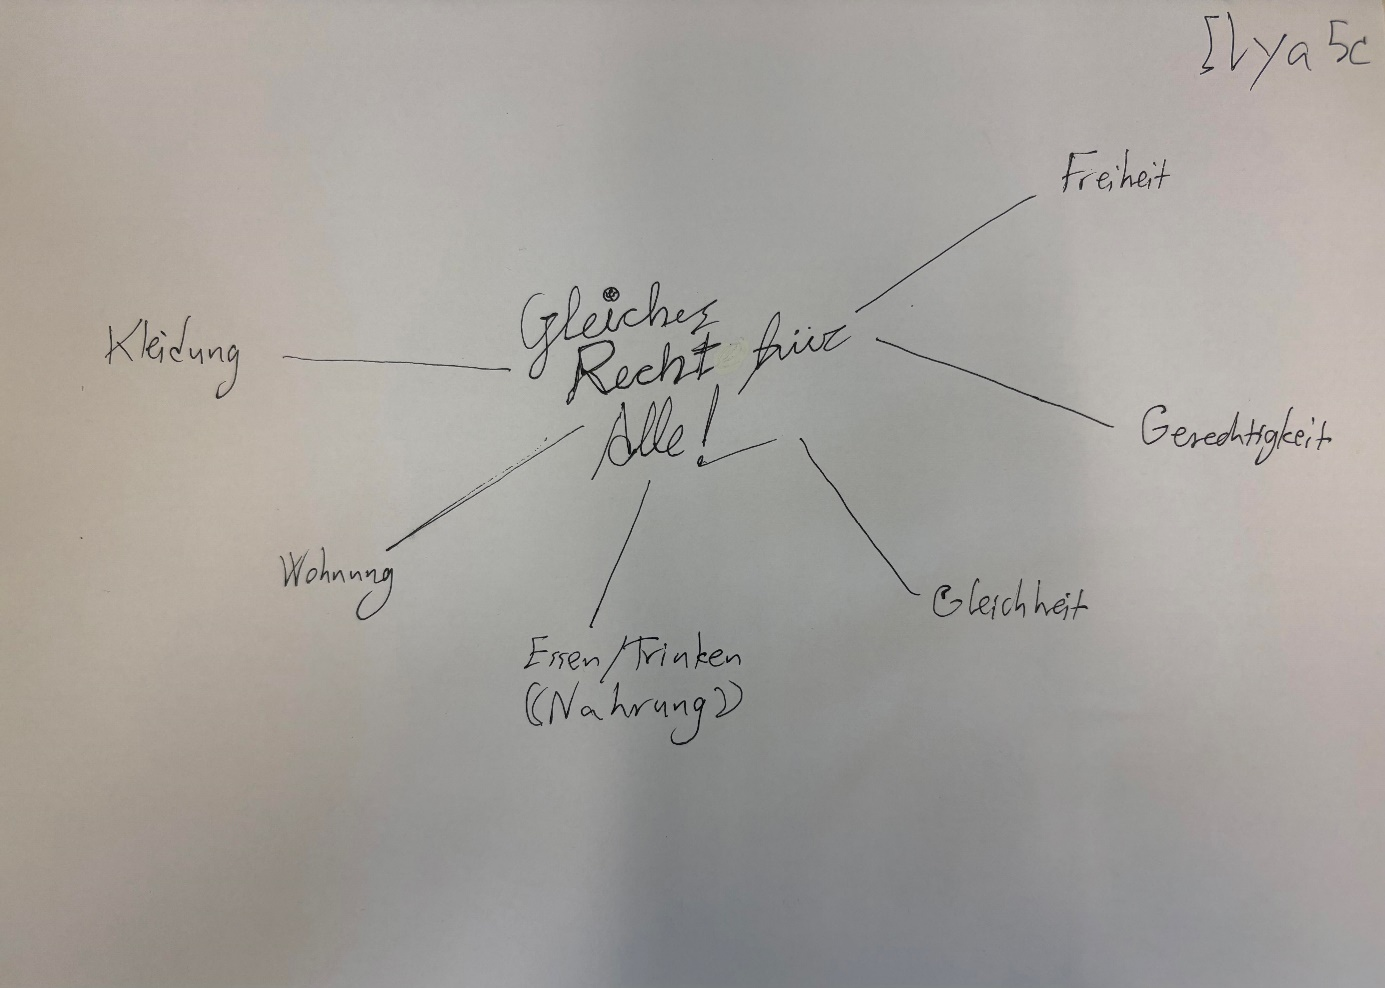 Ilya 5c
Freiheit
Gleiches
Recht für
Alle!
Kleidung
Gerechtigkeit
Wohnung
Gleichheit
Essen/Trinken
((Nahrung))